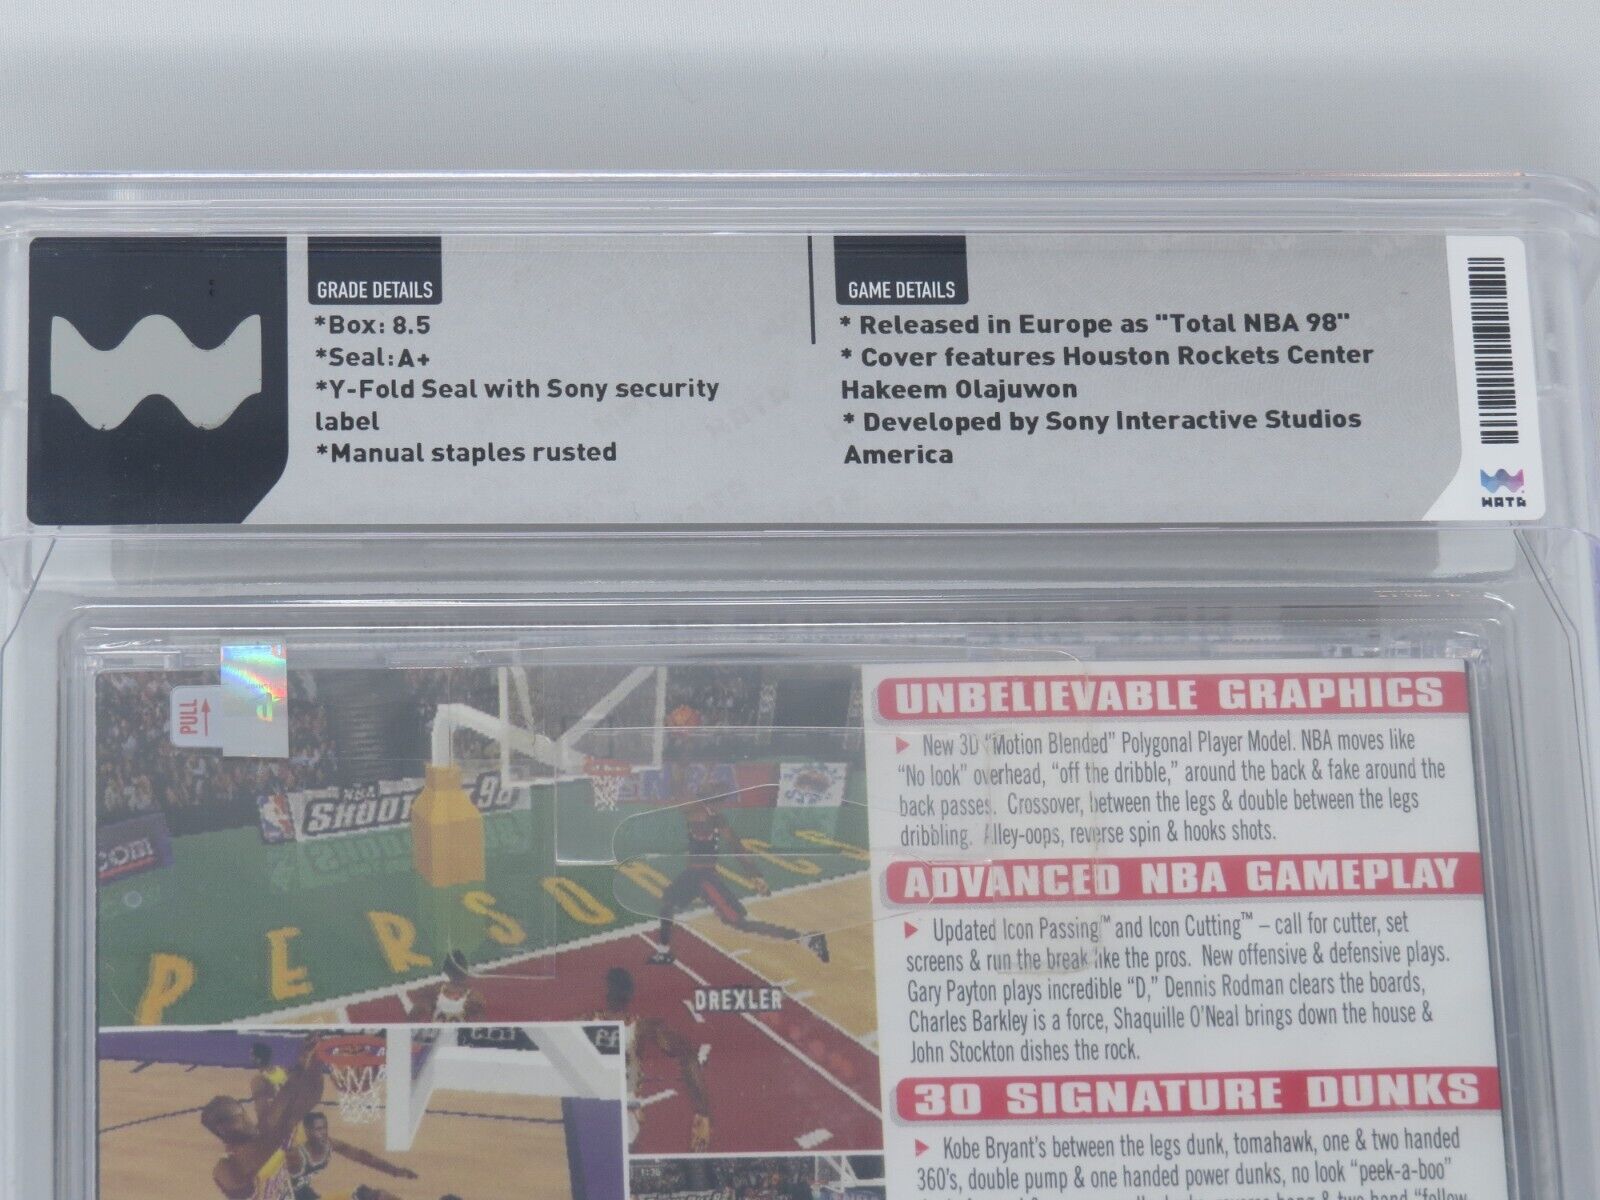 GRADE DETAILS
*Box: 8.5
*Seal:A+
*Y-Fold Seal with Sony security
label
*Manual staples rusted
GAME DETAILS
* Released in Europe as "Total NBA 98"
* Cover features Houston Rockets Center
Hakeem Olajuwon
* Developed by Sony Interactive Studios
America
WATA
PULL
NBA
SHOOTOUT 98
.com
PERSONICS
DREXLER
UNBELIEVABLE GRAPHICS
New 3D “Motion Blended” Polygonal Player Model. NBA moves like
“No look” overhead, “off the dribble,” around the back & fake around the
back passes. Crossover, between the legs & double between the legs
dribbling. Alley-oops, reverse spin & hooks shots.
ADVANCED NBA GAMEPLAY
Updated Icon Passing™ and Icon Cutting™ – call for cutter, set
screens & run the break like the pros. New offensive & defensive plays.
Gary Payton plays incredible “D,” Dennis Rodman clears the boards,
Charles Barkley is a force, Shaquille O'Neal brings down the house &
John Stockton dishes the rock.
30 SIGNATURE DUNKS
Kobe Bryant's between the legs dunk, tomahawk, one & two handed
360's, double pump & one handed power dunks, no look “peek-a-boo”